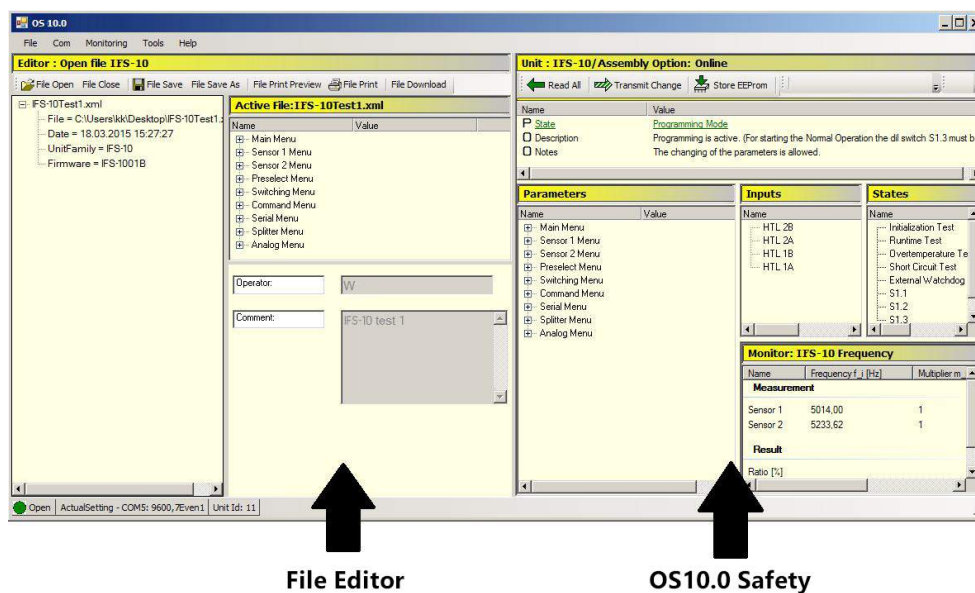 OS 10.0
File Com Monitoring Tools Help
Editor : Open file IFS-10
File Open File Close File Save File Save As File Print Preview File Print File Download
IFS-10Test1.xml
File = C:\Users\kk\Desktop\IFS-10Test1.
Date = 18.03.2015 15:27:27
UnitFamily = IFS-10
Firmware = IFS-1001B
Active File:IFS-10Test1.xml
Name Value
Main Menu
Sensor 1 Menu
Sensor 2 Menu
Preselect Menu
Switching Menu
Command Menu
Serial Menu
Splitter Menu
Analog Menu
Operator: W
Comment: IFS-10 test 1
Unit : IFS-10/Assembly Option: Online
Read All Transmit Change Store EEProm
Name Value
State Programming Mode
Description Programming is active. (For starting the Normal Operation the dil switch S1.3 must b
Notes The changing of the parameters is allowed.
Parameters
Name Value
Main Menu
Sensor 1 Menu
Sensor 2 Menu
Preselect Menu
Switching Menu
Command Menu
Serial Menu
Splitter Menu
Analog Menu
Inputs
Name
HTL 2B
HTL 2A
HTL 1B
HTL 1A
States
Name
Initialization Test
Runtime Test
Overtemperature Te
Short Circuit Test
External Watchdog
S1.1
S1.2
S1.3
Monitor: IFS-10 Frequency
Name Frequency f_i [Hz] Multiplier m_
Measurement
Sensor 1 5014,00 1
Sensor 2 5233,62 1
Result
Ratio [%]
Open ActualSetting - COM5: 9600,7Even1 Unit Id: 11
File Editor OS10.0 Safety